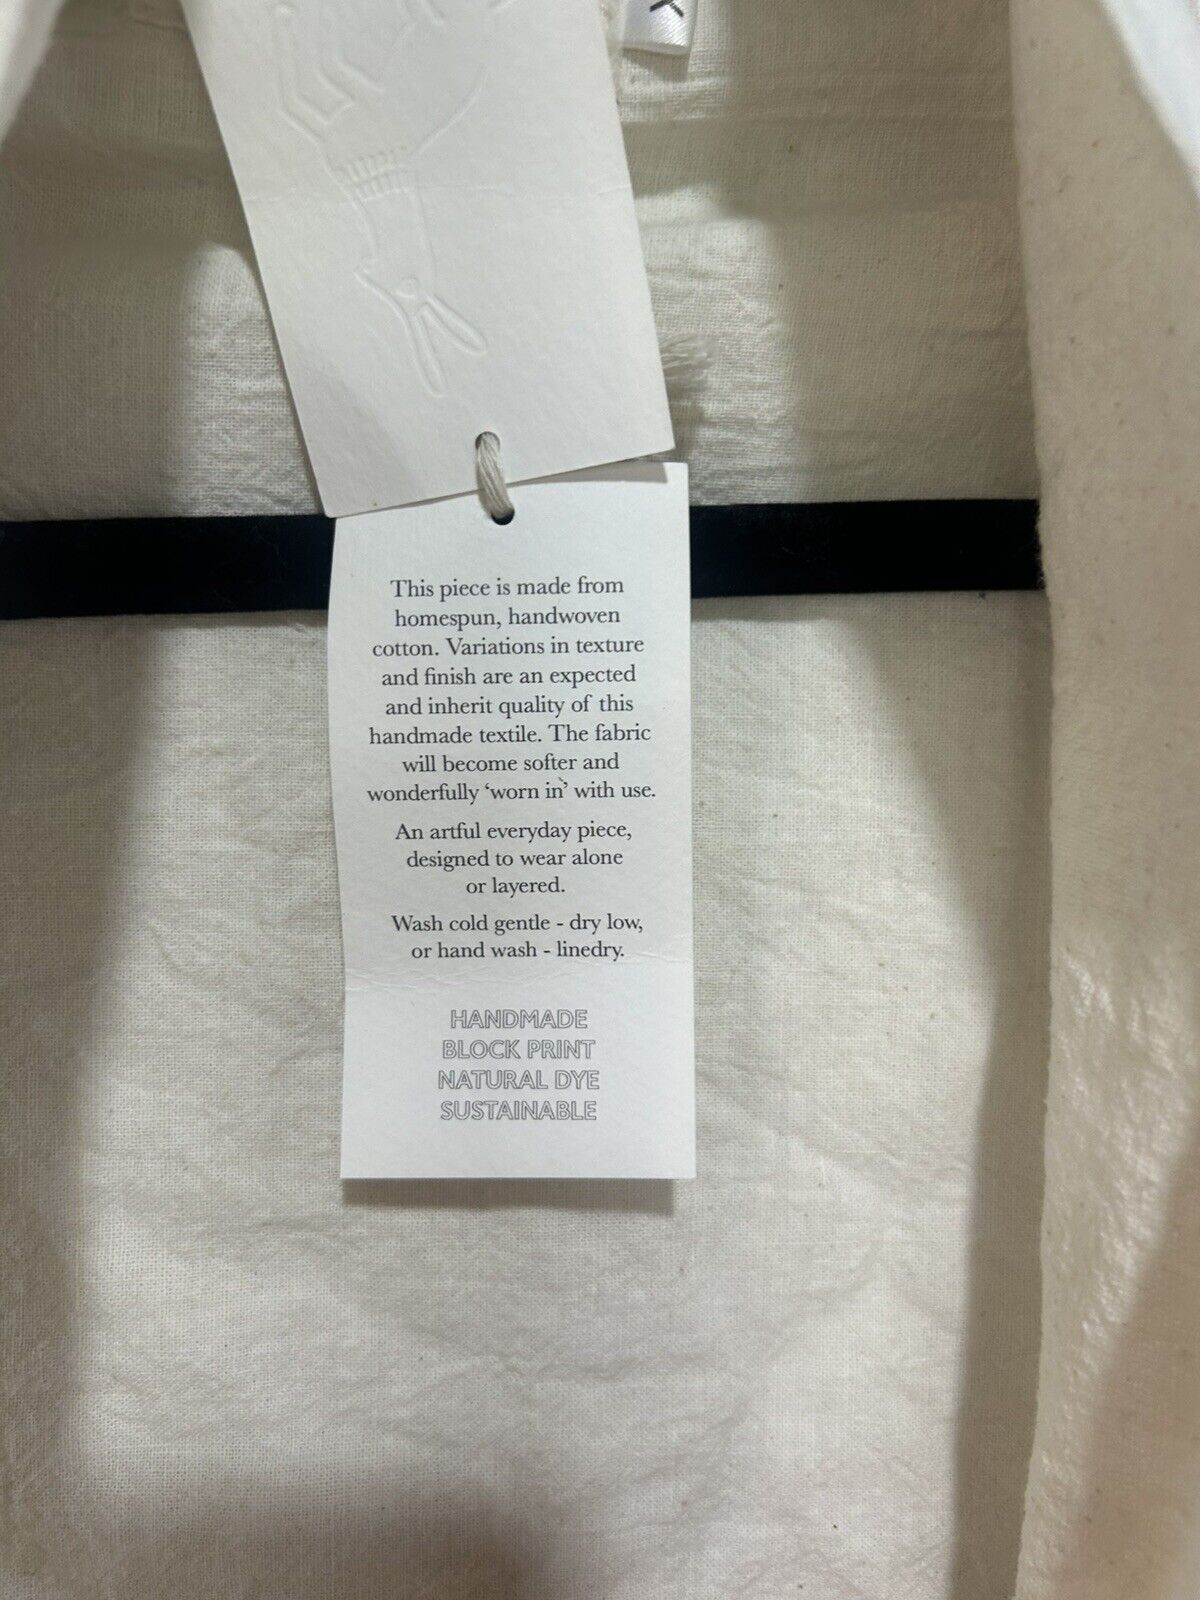 This piece is made from
homespun, handwoven
cotton. Variations in texture
and finish are an expected
and inherit quality of this
handmade textile. The fabric
will become softer and
wonderfully ‘worn in’ with use.
An artful everyday piece,
designed to wear alone
or layered.
Wash cold gentle - dry low,
or hand wash - linedry.
HANDMADE
BLOCK PRINT
NATURAL DYE
SUSTAINABLE